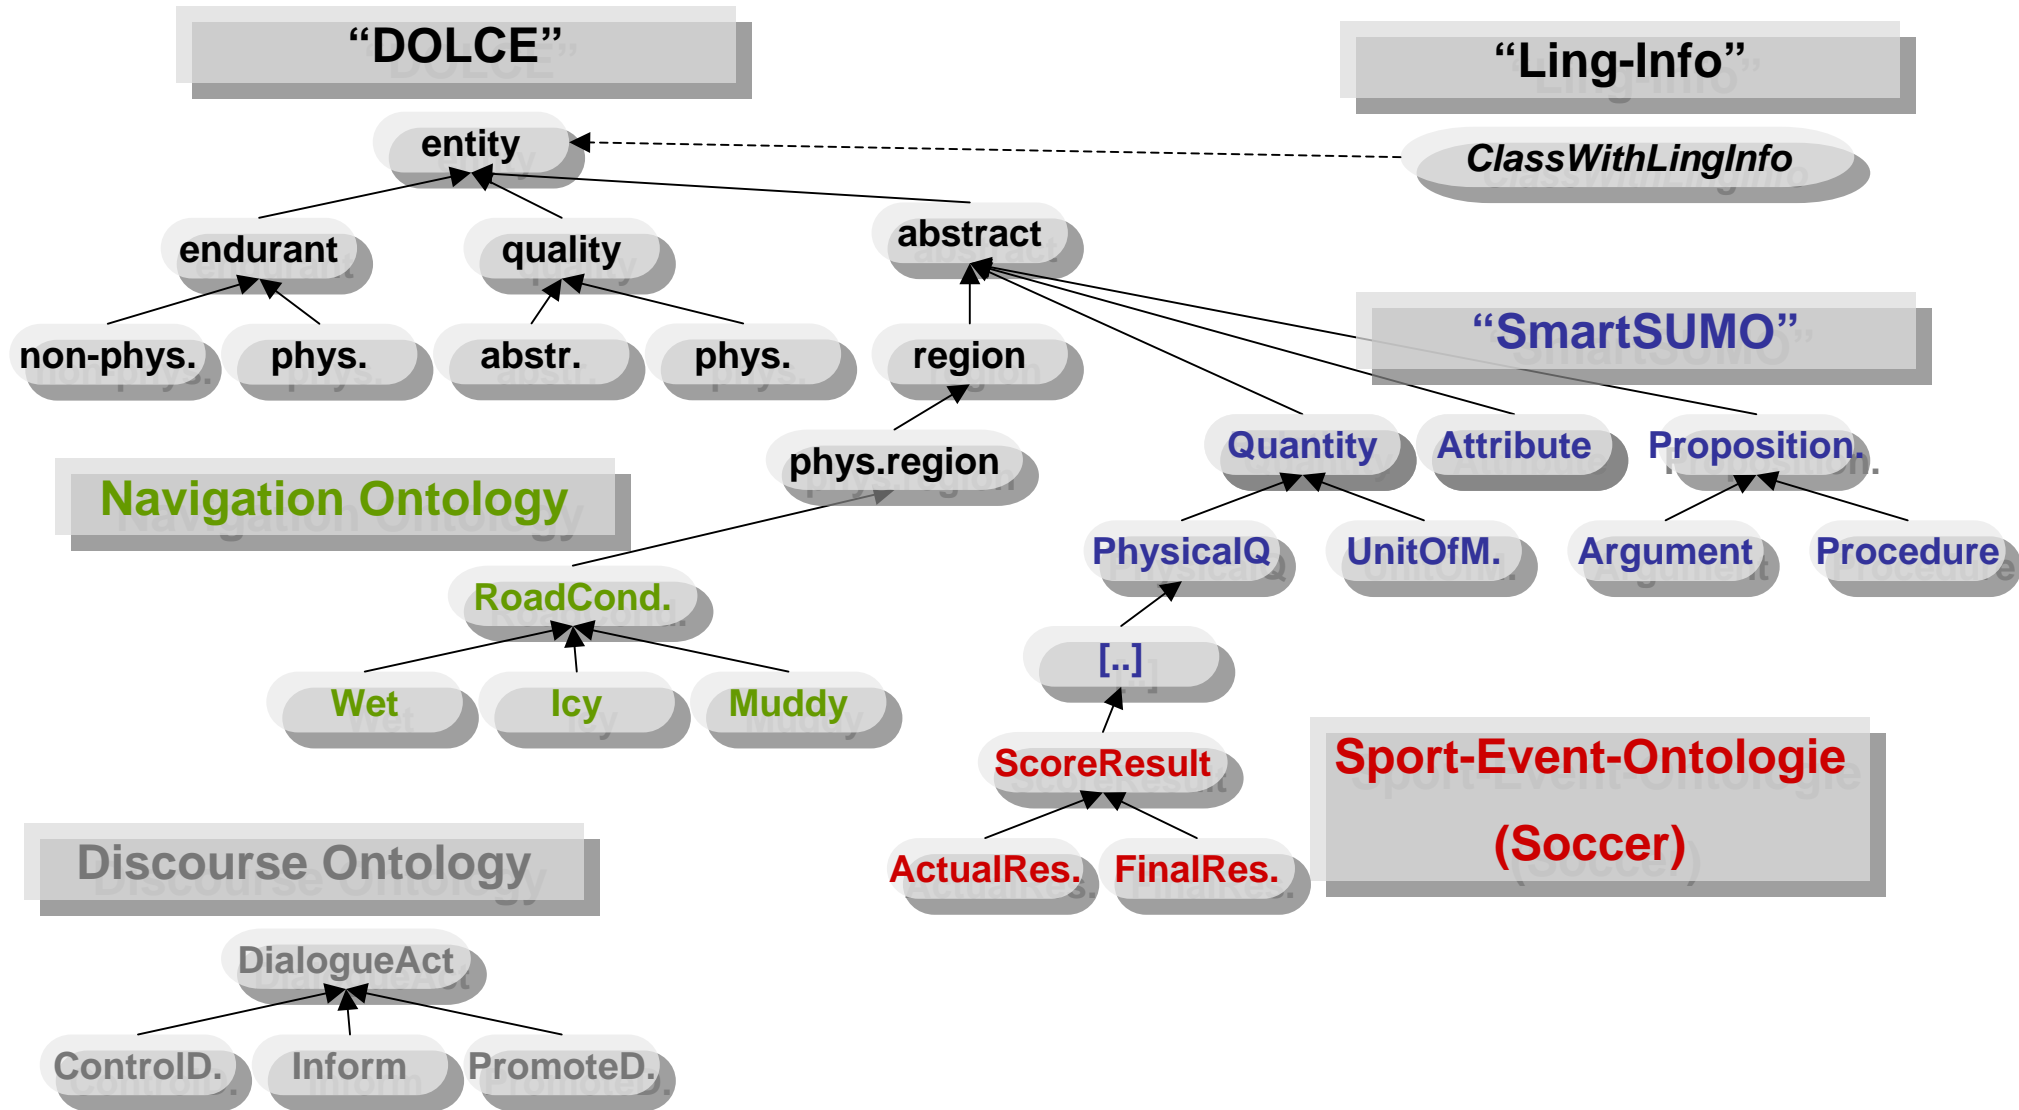 “DOLCE”
“Ling-Info”
entity
ClassWithLingInfo
endurant
quality
abstract
non-phys.
phys.
abstr.
phys.
region
“SmartSUMO”
phys.region
Quantity
Attribute
Proposition.
Navigation Ontology
PhysicalQ
UnitOfM.
Argument
Procedure
RoadCond.
[..]
Wet
Icy
Muddy
ScoreResult
Sport-Event-Ontologie
(Soccer)
ActualRes.
FinalRes.
Discourse Ontology
DialogueAct
ControlD.
Inform
PromoteD.